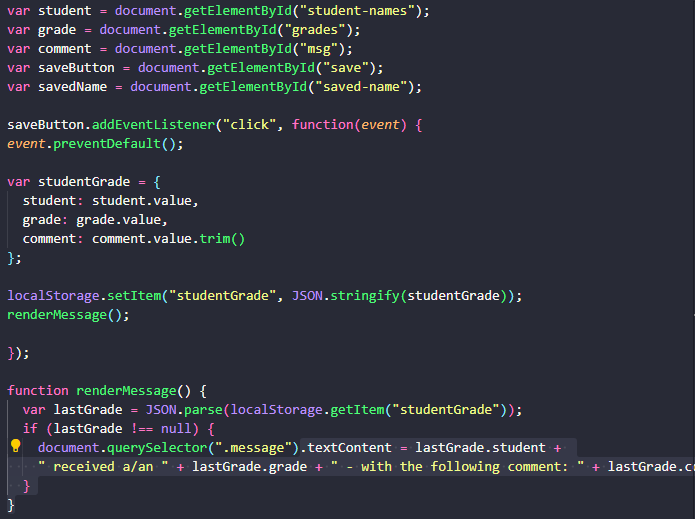 var student = document.getElementById("student-names");
var grade = document.getElementById("grades");
var comment = document.getElementById("msg");
var saveButton = document.getElementById("save");
var savedName = document.getElementById("saved-name");
saveButton.addEventListener("click", function(event) {
event.preventDefault();
var studentGrade = {
student: student.value,
grade: grade.value,
comment: comment.value.trim()
};
localStorage.setItem("studentGrade", JSON.stringify(studentGrade));
renderMessage();
});
function renderMessage() {
var lastGrade = JSON.parse(localStorage.getItem("studentGrade"));
if (lastGrade !== null) {
document.querySelector(".message").textContent = lastGrade.student +
" received a/an " + lastGrade.grade + " - with the following comment: " + lastGrade.
}
}